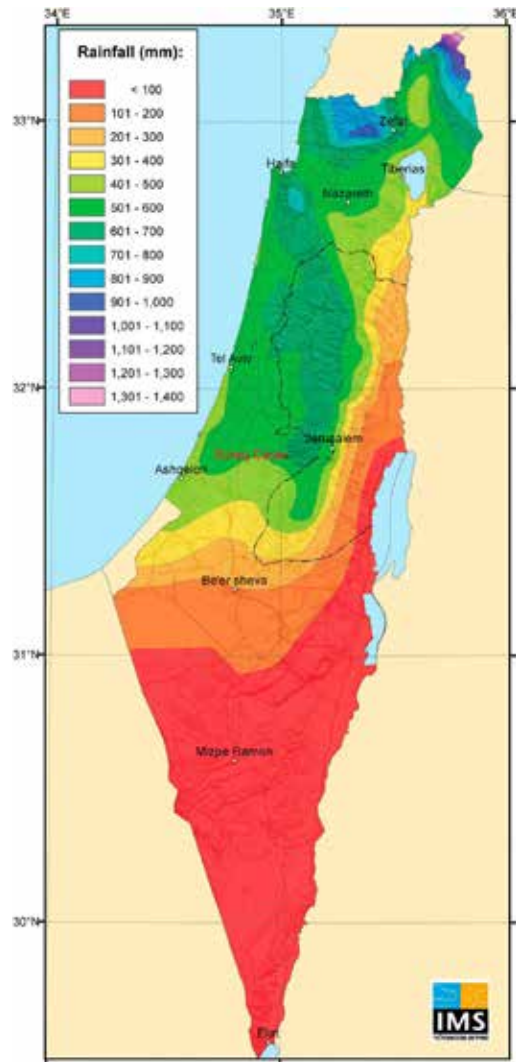 34°E
35°E
36°E
Rainfall (mm):
< 100
101 - 200
201 - 300
301 - 400
401 - 500
501 - 600
601 - 700
701 - 800
801 - 900
901 - 1,000
1,001 - 1,100
1,101 - 1,200
1,201 - 1,300
1,301 - 1,400
33°N
Zefat
Haifa
Tiberias
Nazareth
32°N
Tel Aviv
Jerusalem
Ashqelon
Be'er sheva
31°N
Mizpe Ramon
30°N
Elat
IMS